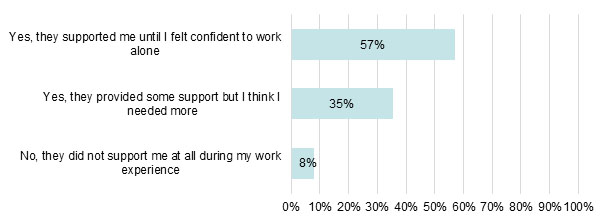 Yes, they supported me until I felt confident to work
alone
57%
Yes, they provided some support but I think I
needed more
35%
No, they did not support me at all during my work
experience
8%
0% 10% 20% 30% 40% 50% 60% 70% 80% 90% 100%